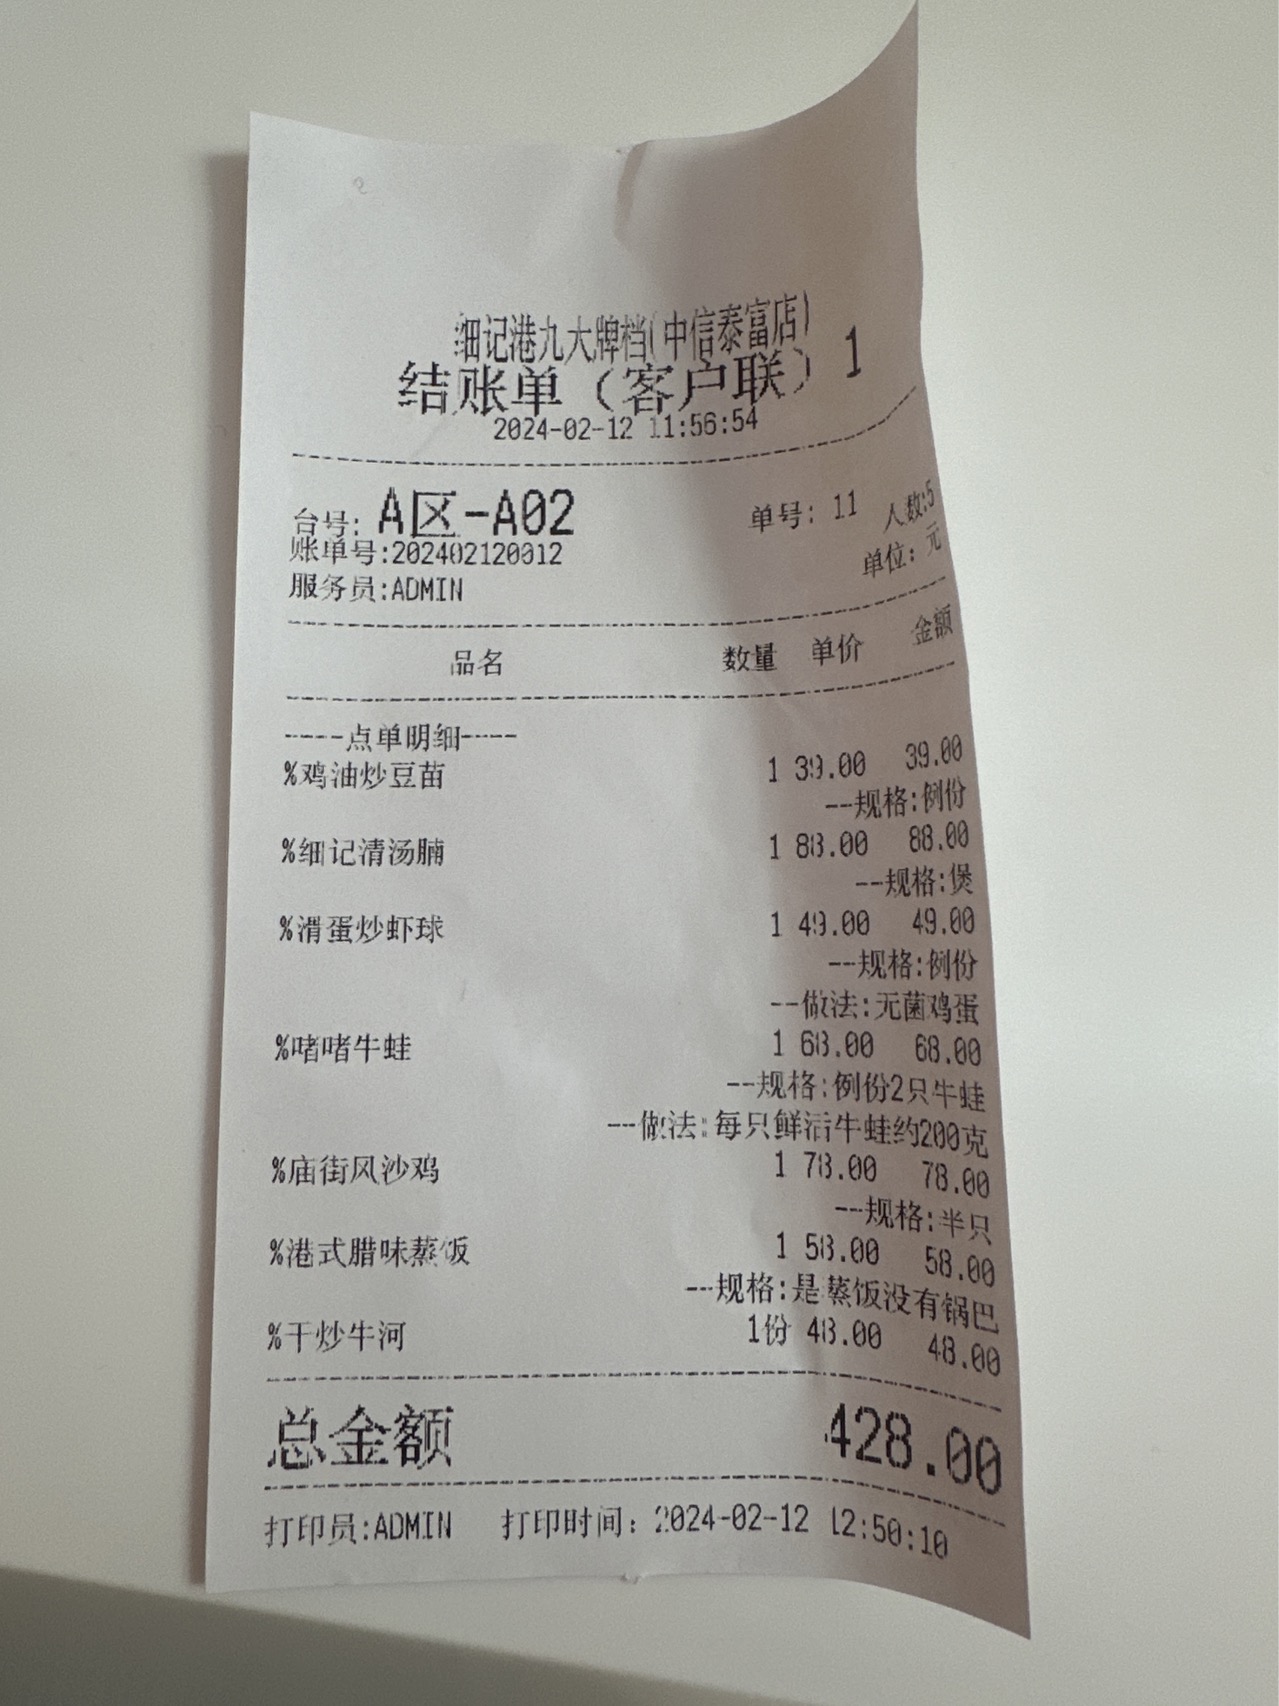 细记港九大牌档(中信泰富店)
结账单（客户联）1
2024-02-12 11:56:54
台号: A区-A02 单号: 11 人数:5
账单号:202402120012 单位: 元
服务员:ADMIN
品名 数量 单价 金额
----点单明细----
%鸡油炒豆苗 1 39.00 39.00
--规格:例份
%细记清汤腩 1 88.00 88.00
--规格:煲
%滑蛋炒虾球 1 49.00 49.00
--规格:例份
--做法:无菌鸡蛋
%啫啫牛蛙 1 68.00 68.00
--规格:例份2只牛蛙
--做法:每只鲜活牛蛙约200克
%庙街风沙鸡 1 78.00 78.00
--规格:半只
%港式腊味蒸饭 1 58.00 58.00
--规格:是蒸饭没有锅巴
%干炒牛河 1份 48.00 48.00
总金额 428.00
打印员:ADMIN 打印时间: 2024-02-12 12:50:10